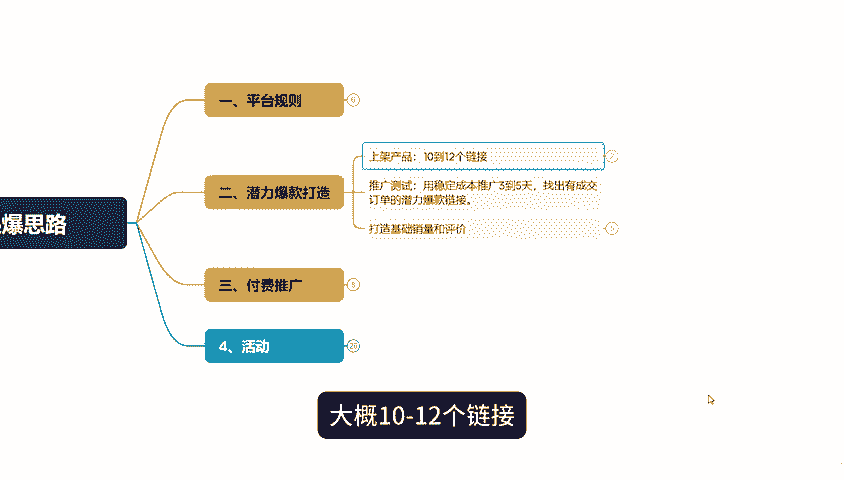 爆思路
一、平台规则
6
二、潜力爆款打造
上架产品：10到12个链接
推广测试：用稳定成本推广3到5天，找出有成交
订单的潜力爆款链接。
打造基础销量和评价
三、付费推广
8
4、活动
26
大概10-12个链接